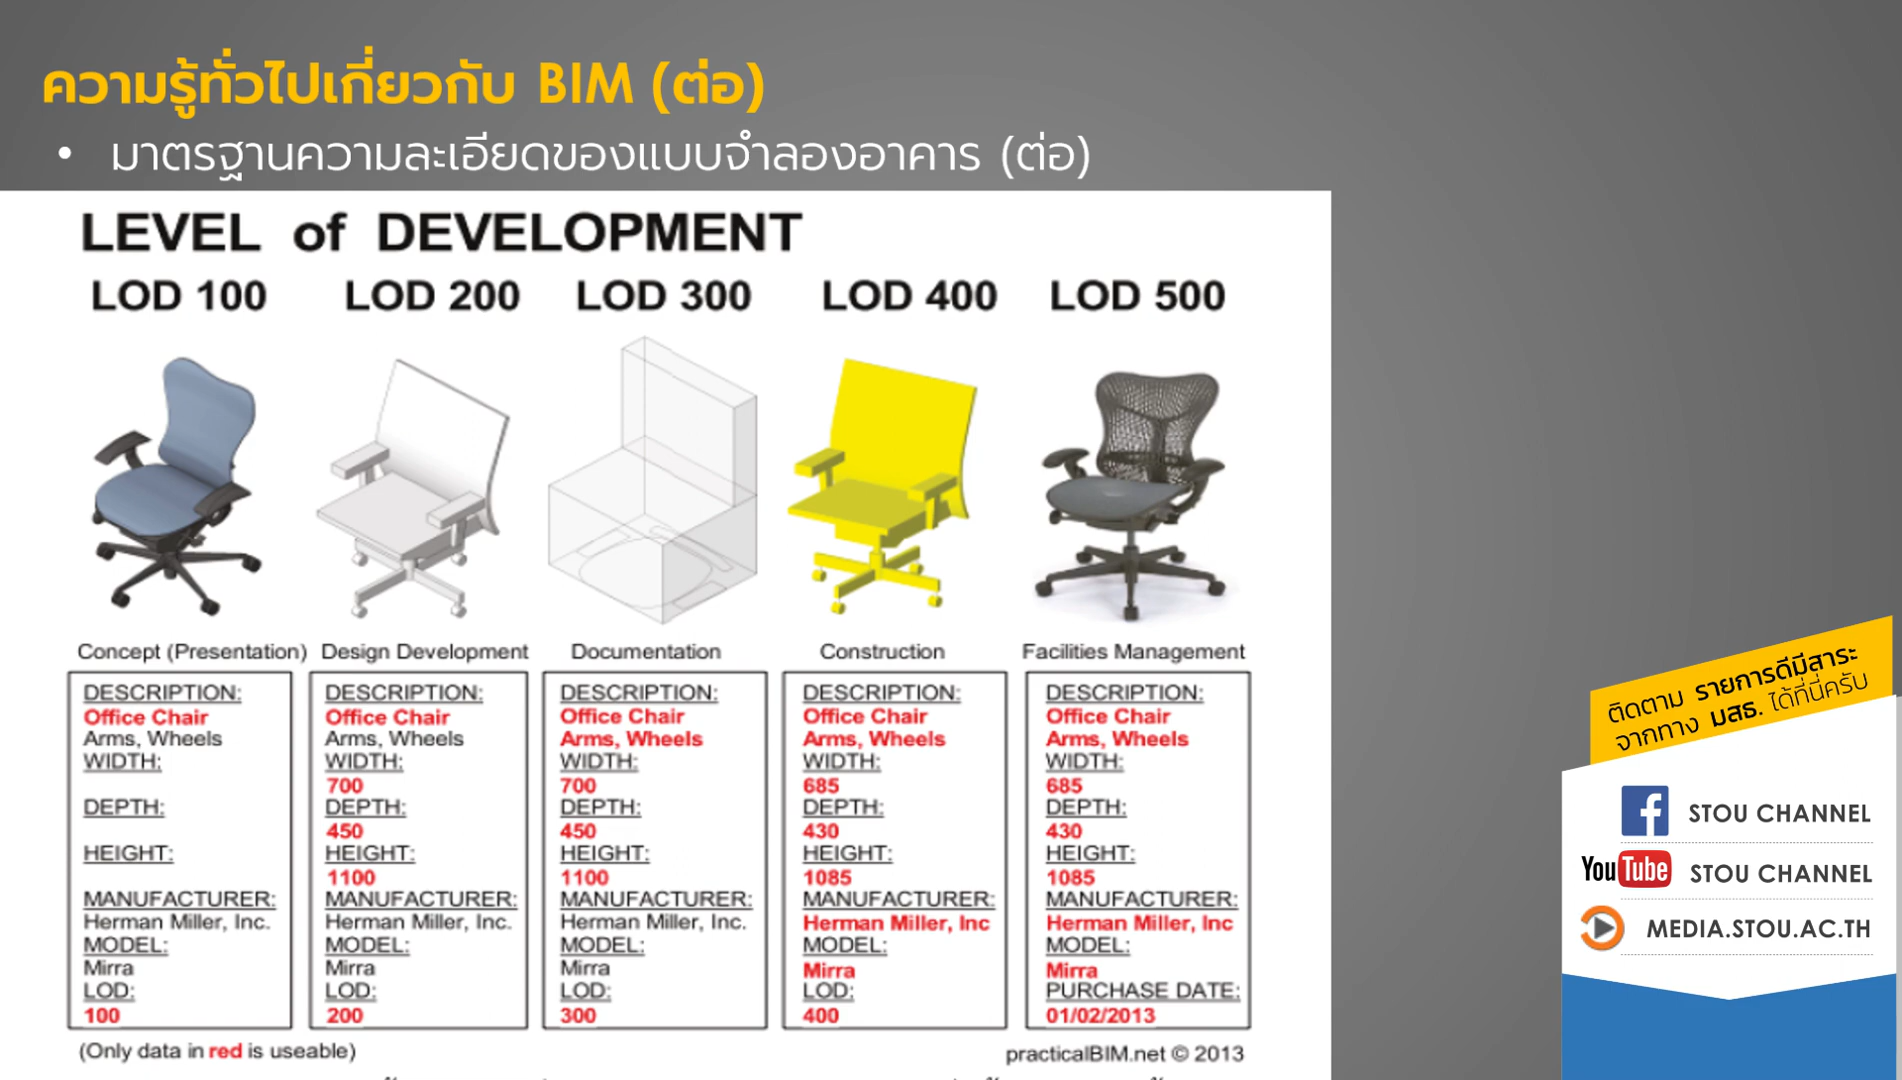 ความรู้ทั่วไปเกี่ยวกับ BIM (ต่อ)
• มาตรฐานความละเอียดของแบบจำลองอาคาร (ต่อ)
LEVEL of DEVELOPMENT
LOD 100 LOD 200 LOD 300 LOD 400 LOD 500
Concept (Presentation) Design Development Documentation Construction Facilities Management
DESCRIPTION:
Office Chair
Arms, Wheels
WIDTH:
DEPTH:
HEIGHT:
MANUFACTURER:
Herman Miller, Inc.
MODEL:
Mirra
LOD:
100
DESCRIPTION:
Office Chair
Arms, Wheels
WIDTH:
700
DEPTH:
450
HEIGHT:
1100
MANUFACTURER:
Herman Miller, Inc.
MODEL:
Mirra
LOD:
200
DESCRIPTION:
Office Chair
Arms, Wheels
WIDTH:
700
DEPTH:
450
HEIGHT:
1100
MANUFACTURER:
Herman Miller, Inc.
MODEL:
Mirra
LOD:
300
DESCRIPTION:
Office Chair
Arms, Wheels
WIDTH:
685
DEPTH:
430
HEIGHT:
1085
MANUFACTURER:
Herman Miller, Inc
MODEL:
Mirra
LOD:
400
DESCRIPTION:
Office Chair
Arms, Wheels
WIDTH:
685
DEPTH:
430
HEIGHT:
1085
MANUFACTURER:
Herman Miller, Inc
MODEL:
Mirra
PURCHASE DATE:
01/02/2013
(Only data in red is useable)
practicalBIM.net © 2013
ติดตาม รายการดีมีสาระ
จากทาง มสธ. ได้ที่นี่ครับ
f STOU CHANNEL
YouTube STOU CHANNEL
MEDIA.STOU.AC.TH